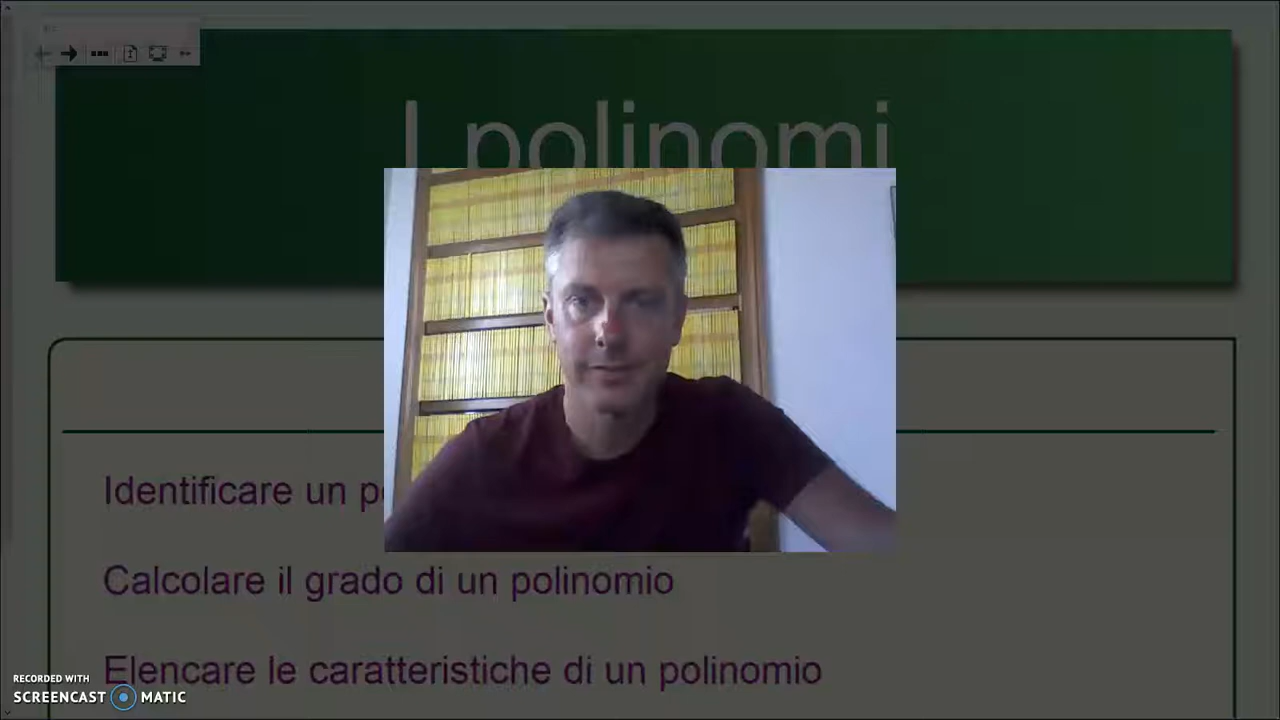 I polinomi
Identificare un
Calcolare il grado di un polinomio
Elencare le caratteristiche di un polinomio
RECORDED WITH
SCREENCAST MATIC